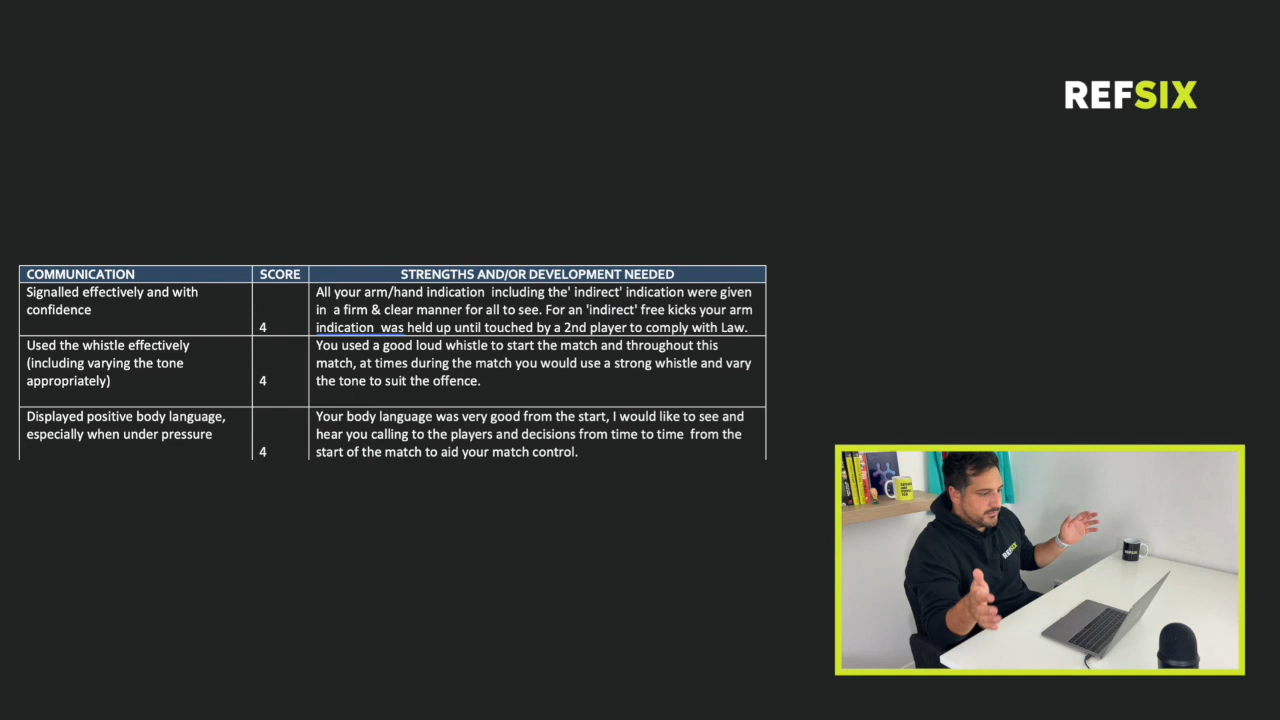 REFSIX
COMMUNICATION SCORE STRENGTHS AND/OR DEVELOPMENT NEEDED
Signalled effectively and with
confidence
4
All your arm/hand indication including the' indirect' indication were given
in a firm & clear manner for all to see. For an 'indirect' free kicks your arm
indication was held up until touched by a 2nd player to comply with Law.
Used the whistle effectively
(including varying the tone
appropriately)
4
You used a good loud whistle to start the match and throughout this
match, at times during the match you would use a strong whistle and vary
the tone to suit the offence.
Displayed positive body language,
especially when under pressure
4
Your body language was very good from the start, I would like to see and
hear you calling to the players and decisions from time to time from the
start of the match to aid your match control.
REFSIX